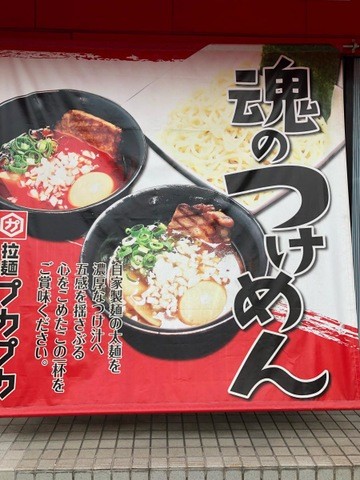 魂のつけめん
自家製麺の太麺を
濃厚なつけ汁へ
五感を揺さぶる
心をこめたこの一杯を
ご賞味ください。
ガ
拉麺
プカプカ